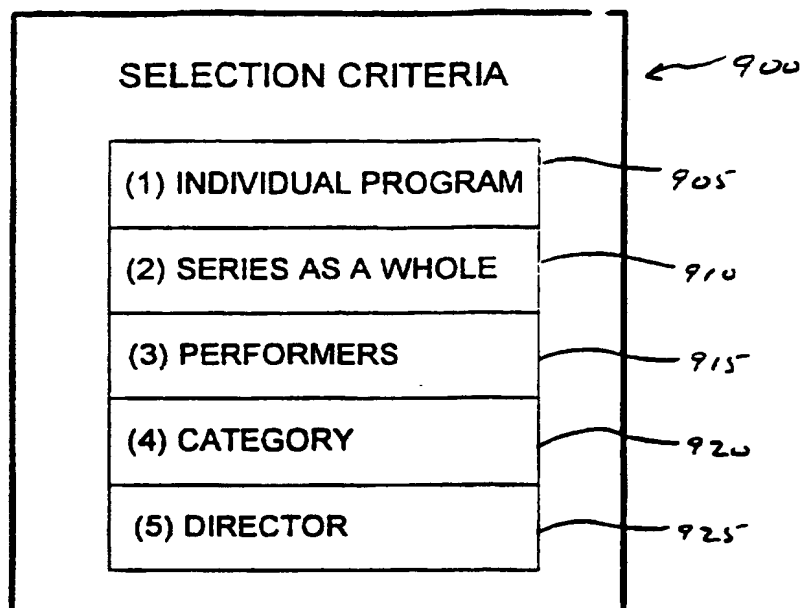 SELECTION CRITERIA
900
(1) INDIVIDUAL PROGRAM
905
(2) SERIES AS A WHOLE
910
(3) PERFORMERS
915
(4) CATEGORY
920
(5) DIRECTOR
925